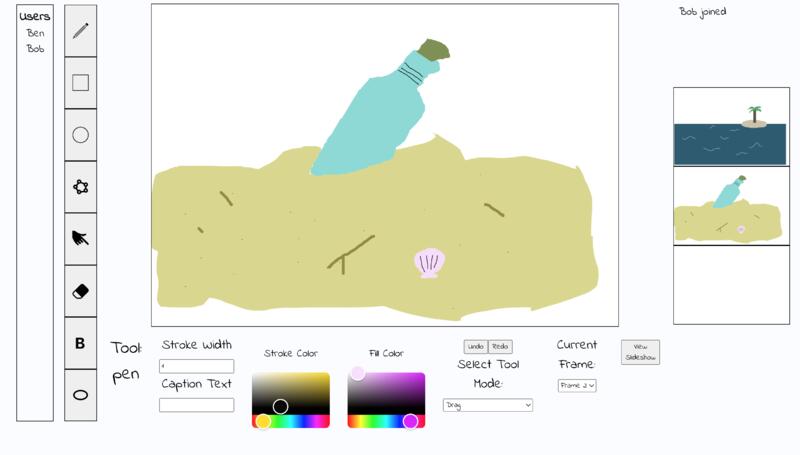 Users
Ben
Bob
B
Tool:
pen
Stroke Width
4
Caption Text
Stroke Color
Fill Color
Undo Redo
Select Tool
Mode:
Drag
Current
Frame:
Frame 2
View
Slideshow
Bob joined